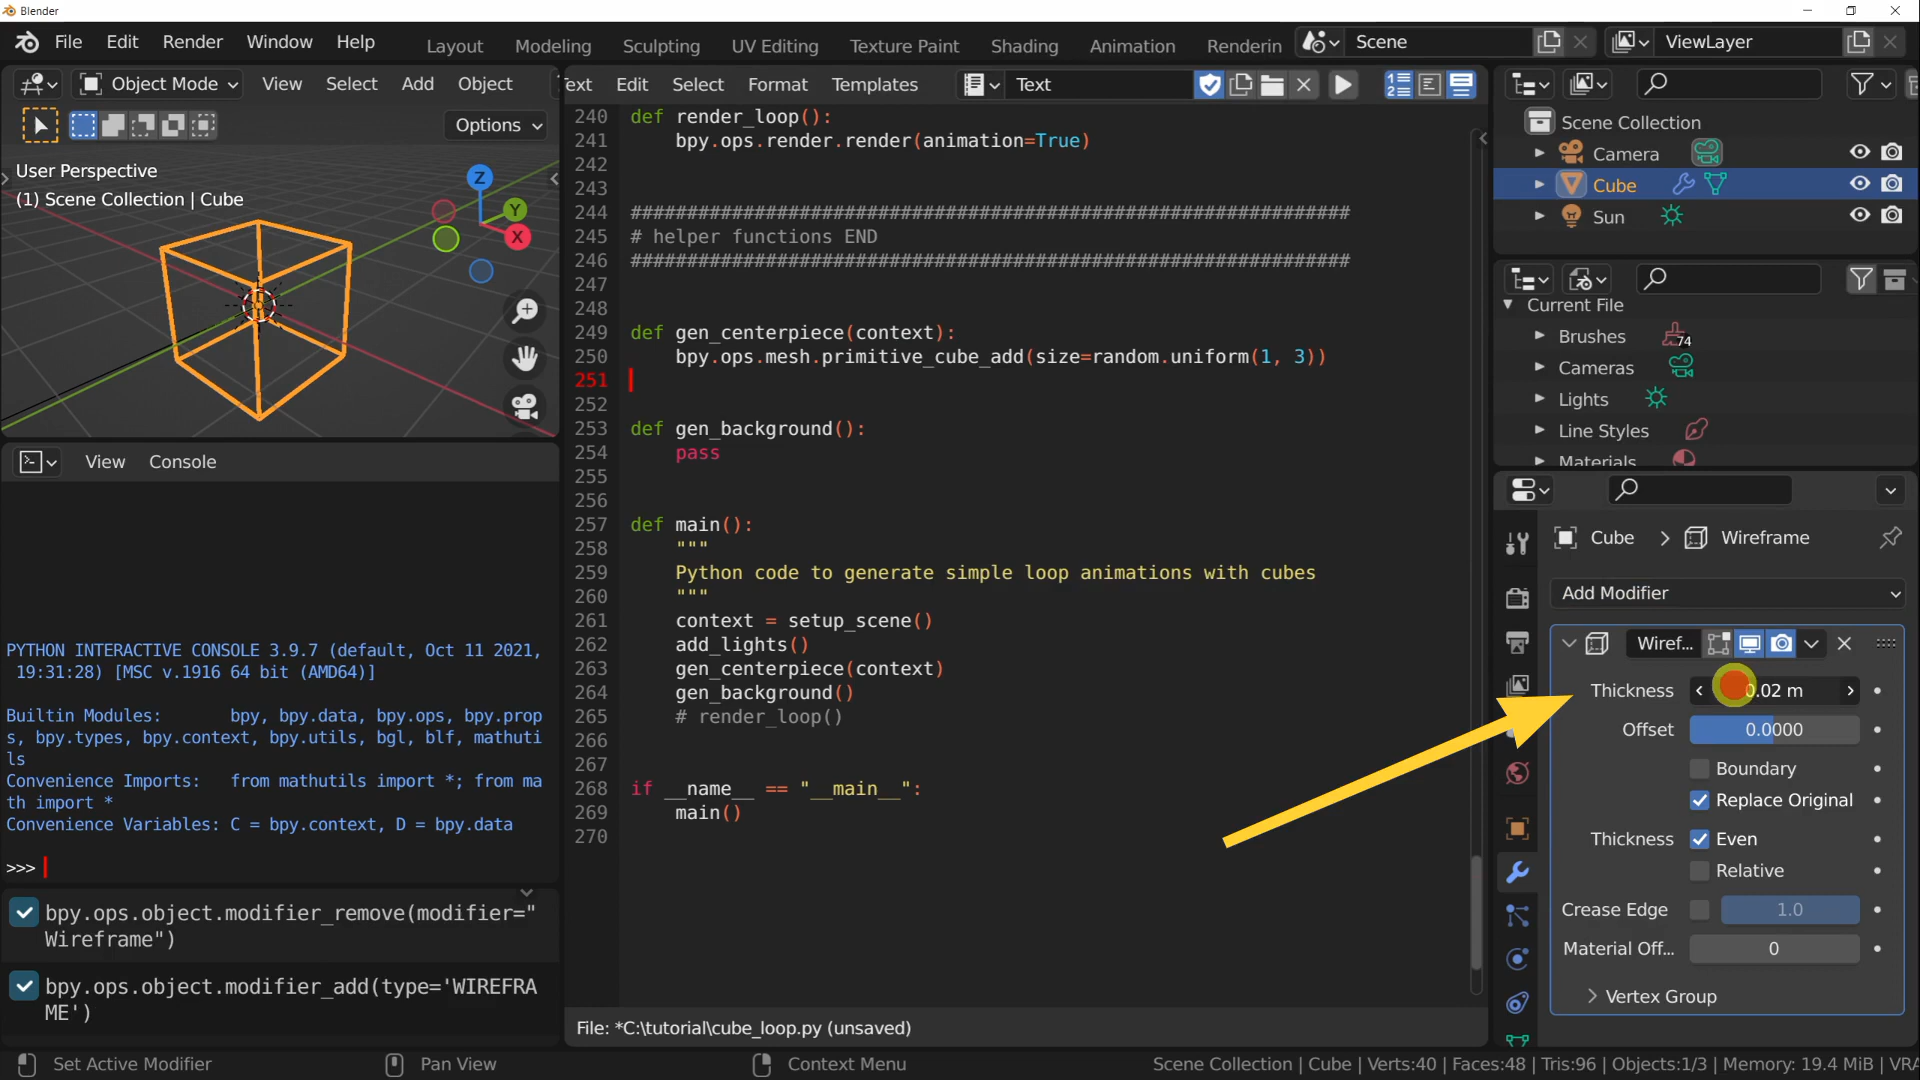 Blender
File Edit Render Window Help Layout Modeling Sculpting UV Editing Texture Paint Shading Animation Renderin Scene ViewLayer
Object Mode View Select Add Object
Options
User Perspective
(1) Scene Collection | Cube
Z
Y
X
View Console
PYTHON INTERACTIVE CONSOLE 3.9.7 (default, Oct 11 2021,
19:31:28) [MSC v.1916 64 bit (AMD64)]
Builtin Modules: bpy, bpy.data, bpy.ops, bpy.prop
s, bpy.types, bpy.context, bpy.utils, bgl, blf, mathuti
ls
Convenience Imports: from mathutils import *; from ma
th import *
Convenience Variables: C = bpy.context, D = bpy.data
>>>
bpy.ops.object.modifier_remove(modifier="
Wireframe")
bpy.ops.object.modifier_add(type='WIREFRA
ME')
ext Edit Select Format Templates Text
240 def render_loop():
241 bpy.ops.render.render(animation=True)
242
243
244 ################################################################
245 # helper functions END
246 ################################################################
247
248
249 def gen_centerpiece(context):
250 bpy.ops.mesh.primitive_cube_add(size=random.uniform(1, 3))
251
252
253 def gen_background():
254 pass
255
256
257 def main():
258 """
259 Python code to generate simple loop animations with cubes
260 """
261 context = setup_scene()
262 add_lights()
263 gen_centerpiece(context)
264 gen_background()
265 # render_loop()
266
267
268 if __name__ == "__main__":
269 main()
270
File: *C:\tutorial\cube_loop.py (unsaved)
Scene Collection
Camera
Cube
Sun
Current File
Brushes 74
Cameras
Lights
Line Styles
Materials
Cube > Wireframe
Add Modifier
Wiref...
Thickness 0.02 m
Offset 0.0000
Boundary
Replace Original
Thickness Even
Relative
Crease Edge 1.0
Material Off... 0
Vertex Group
Set Active Modifier Pan View Context Menu Scene Collection | Cube | Verts:40 | Faces:48 | Tris:96 | Objects:1/3 | Memory: 19.4 MiB | VRA